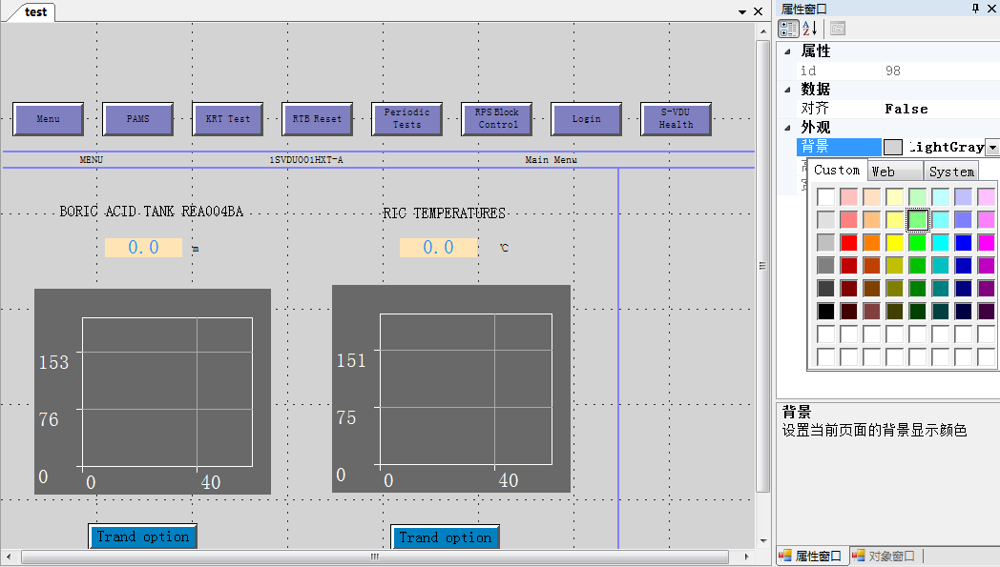 test
Menu
PAMS
KRT Test
RTB Reset
Periodic
Tests
RPS Block
Control
Login
S-VDU
Health
MENU
1SVDU001HXT-A
Main Menu
BORIC ACID TANK REA004BA
RIC TEMPERATURES
0.0 m
0.0 ℃
153
76
0
0
40
151
75
0
0
40
Trand option
Trand option
属性窗口
属性
id 98
数据
对齐 False
外观
背景 LightGray
Custom Web System
背景
设置当前页面的背景显示颜色
属性窗口
对象窗口